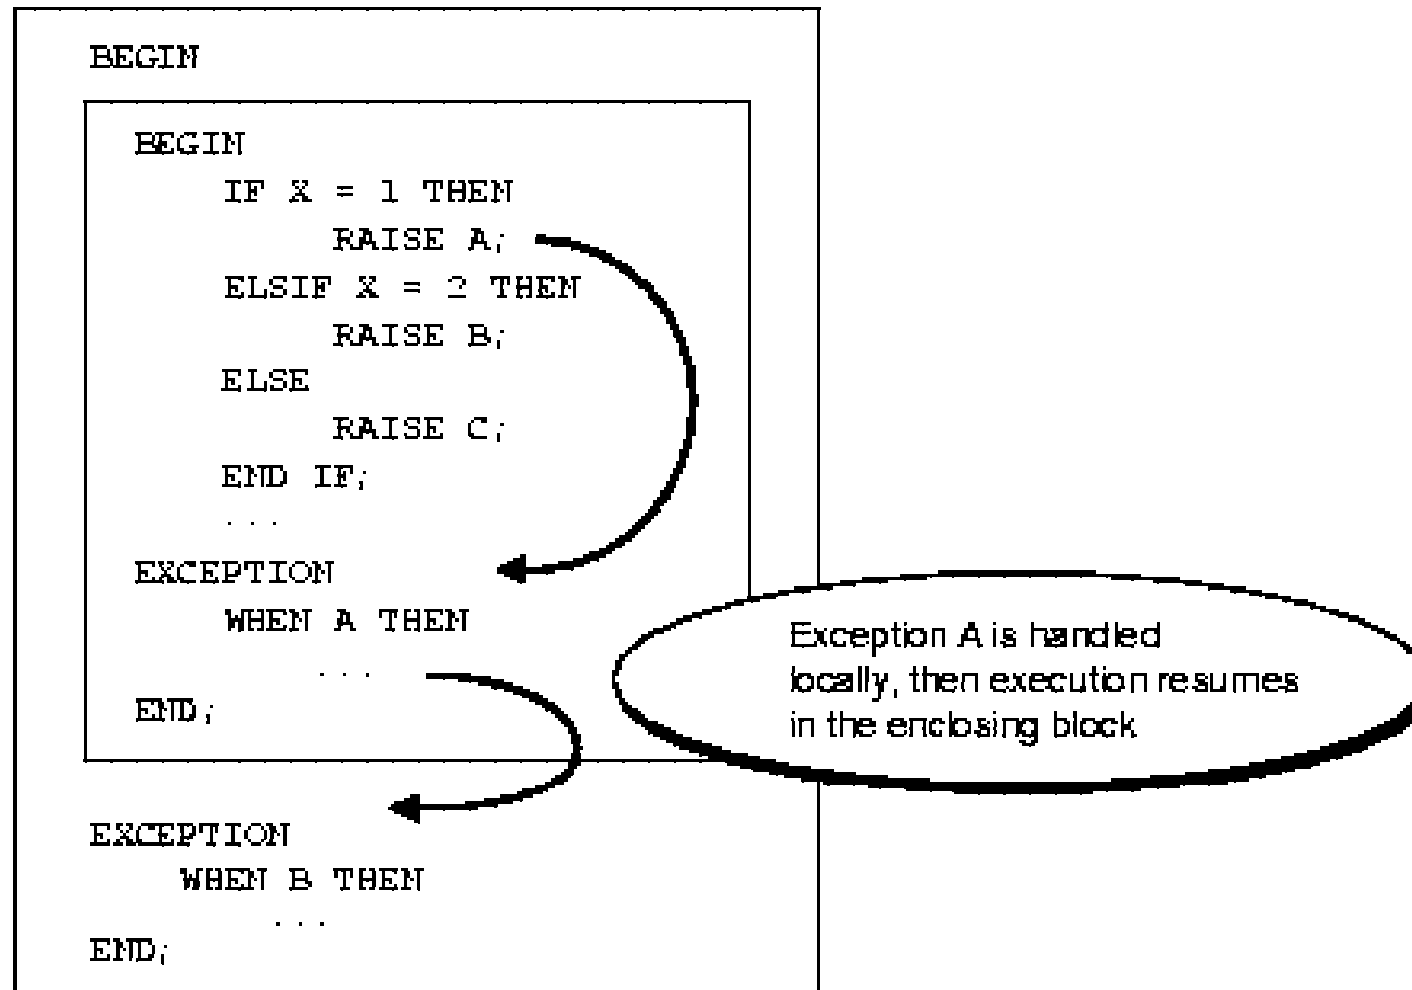 BEGIN
BEGIN
IF X = 1 THEN
RAISE A;
ELSIF X = 2 THEN
RAISE B;
ELSE
RAISE C;
END IF;
...
EXCEPTION
WHEN A THEN
...
END;
Exception A is handled
locally, then execution resumes
in the enclosing block
EXCEPTION
WHEN B THEN
...
END;